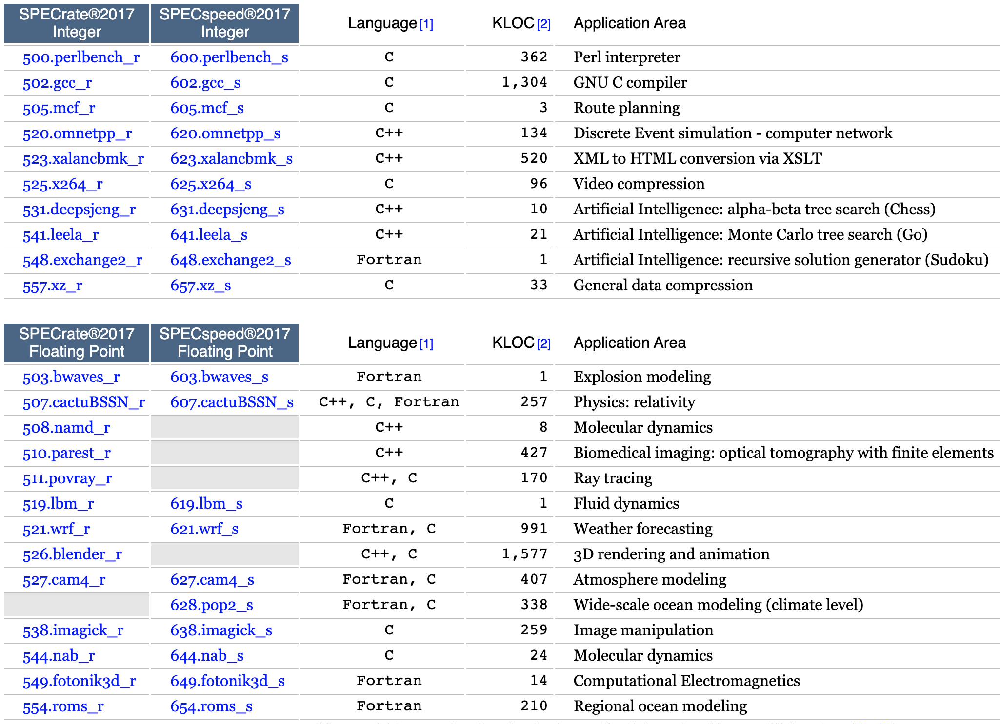 SPECrate®2017 Integer SPECspeed®2017 Integer Language[1] KLOC[2] Application Area
500.perlbench_r 600.perlbench_s C 362 Perl interpreter
502.gcc_r 602.gcc_s C 1,304 GNU C compiler
505.mcf_r 605.mcf_s C 3 Route planning
520.omnetpp_r 620.omnetpp_s C++ 134 Discrete Event simulation - computer network
523.xalancbmk_r 623.xalancbmk_s C++ 520 XML to HTML conversion via XSLT
525.x264_r 625.x264_s C 96 Video compression
531.deepsjeng_r 631.deepsjeng_s C++ 10 Artificial Intelligence: alpha-beta tree search (Chess)
541.leela_r 641.leela_s C++ 21 Artificial Intelligence: Monte Carlo tree search (Go)
548.exchange2_r 648.exchange2_s Fortran 1 Artificial Intelligence: recursive solution generator (Sudoku)
557.xz_r 657.xz_s C 33 General data compression
SPECrate®2017 Floating Point SPECspeed®2017 Floating Point Language[1] KLOC[2] Application Area
503.bwaves_r 603.bwaves_s Fortran 1 Explosion modeling
507.cactuBSSN_r 607.cactuBSSN_s C++, C, Fortran 257 Physics: relativity
508.namd_r C++ 8 Molecular dynamics
510.parest_r C++ 427 Biomedical imaging: optical tomography with finite elements
511.povray_r C++, C 170 Ray tracing
519.lbm_r 619.lbm_s C 1 Fluid dynamics
521.wrf_r 621.wrf_s Fortran, C 991 Weather forecasting
526.blender_r C++, C 1,577 3D rendering and animation
527.cam4_r 627.cam4_s Fortran, C 407 Atmosphere modeling
628.pop2_s Fortran, C 338 Wide-scale ocean modeling (climate level)
538.imagick_r 638.imagick_s C 259 Image manipulation
544.nab_r 644.nab_s C 24 Molecular dynamics
549.fotonik3d_r 649.fotonik3d_s Fortran 14 Computational Electromagnetics
554.roms_r 654.roms_s Fortran 210 Regional ocean modeling